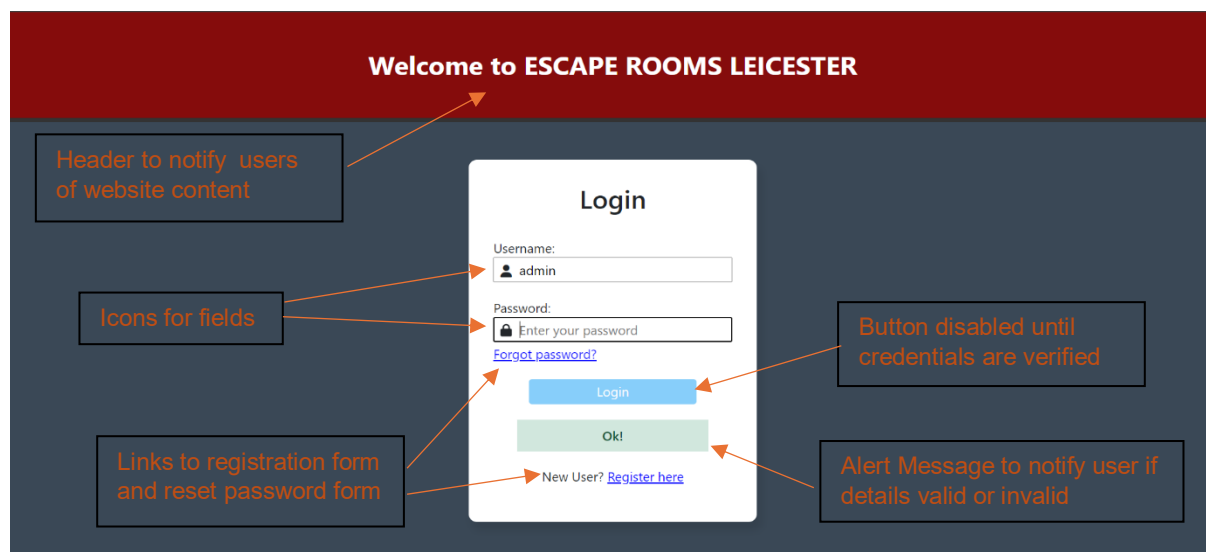 Welcome to ESCAPE ROOMS LEICESTER
Header to notify users
of website content
Login
Username:
admin
Icons for fields
Password:
Enter your password
Forgot password?
Button disabled until
credentials are verified
Login
Ok!
Links to registration form
and reset password form
New User? Register here
Alert Message to notify user if
details valid or invalid